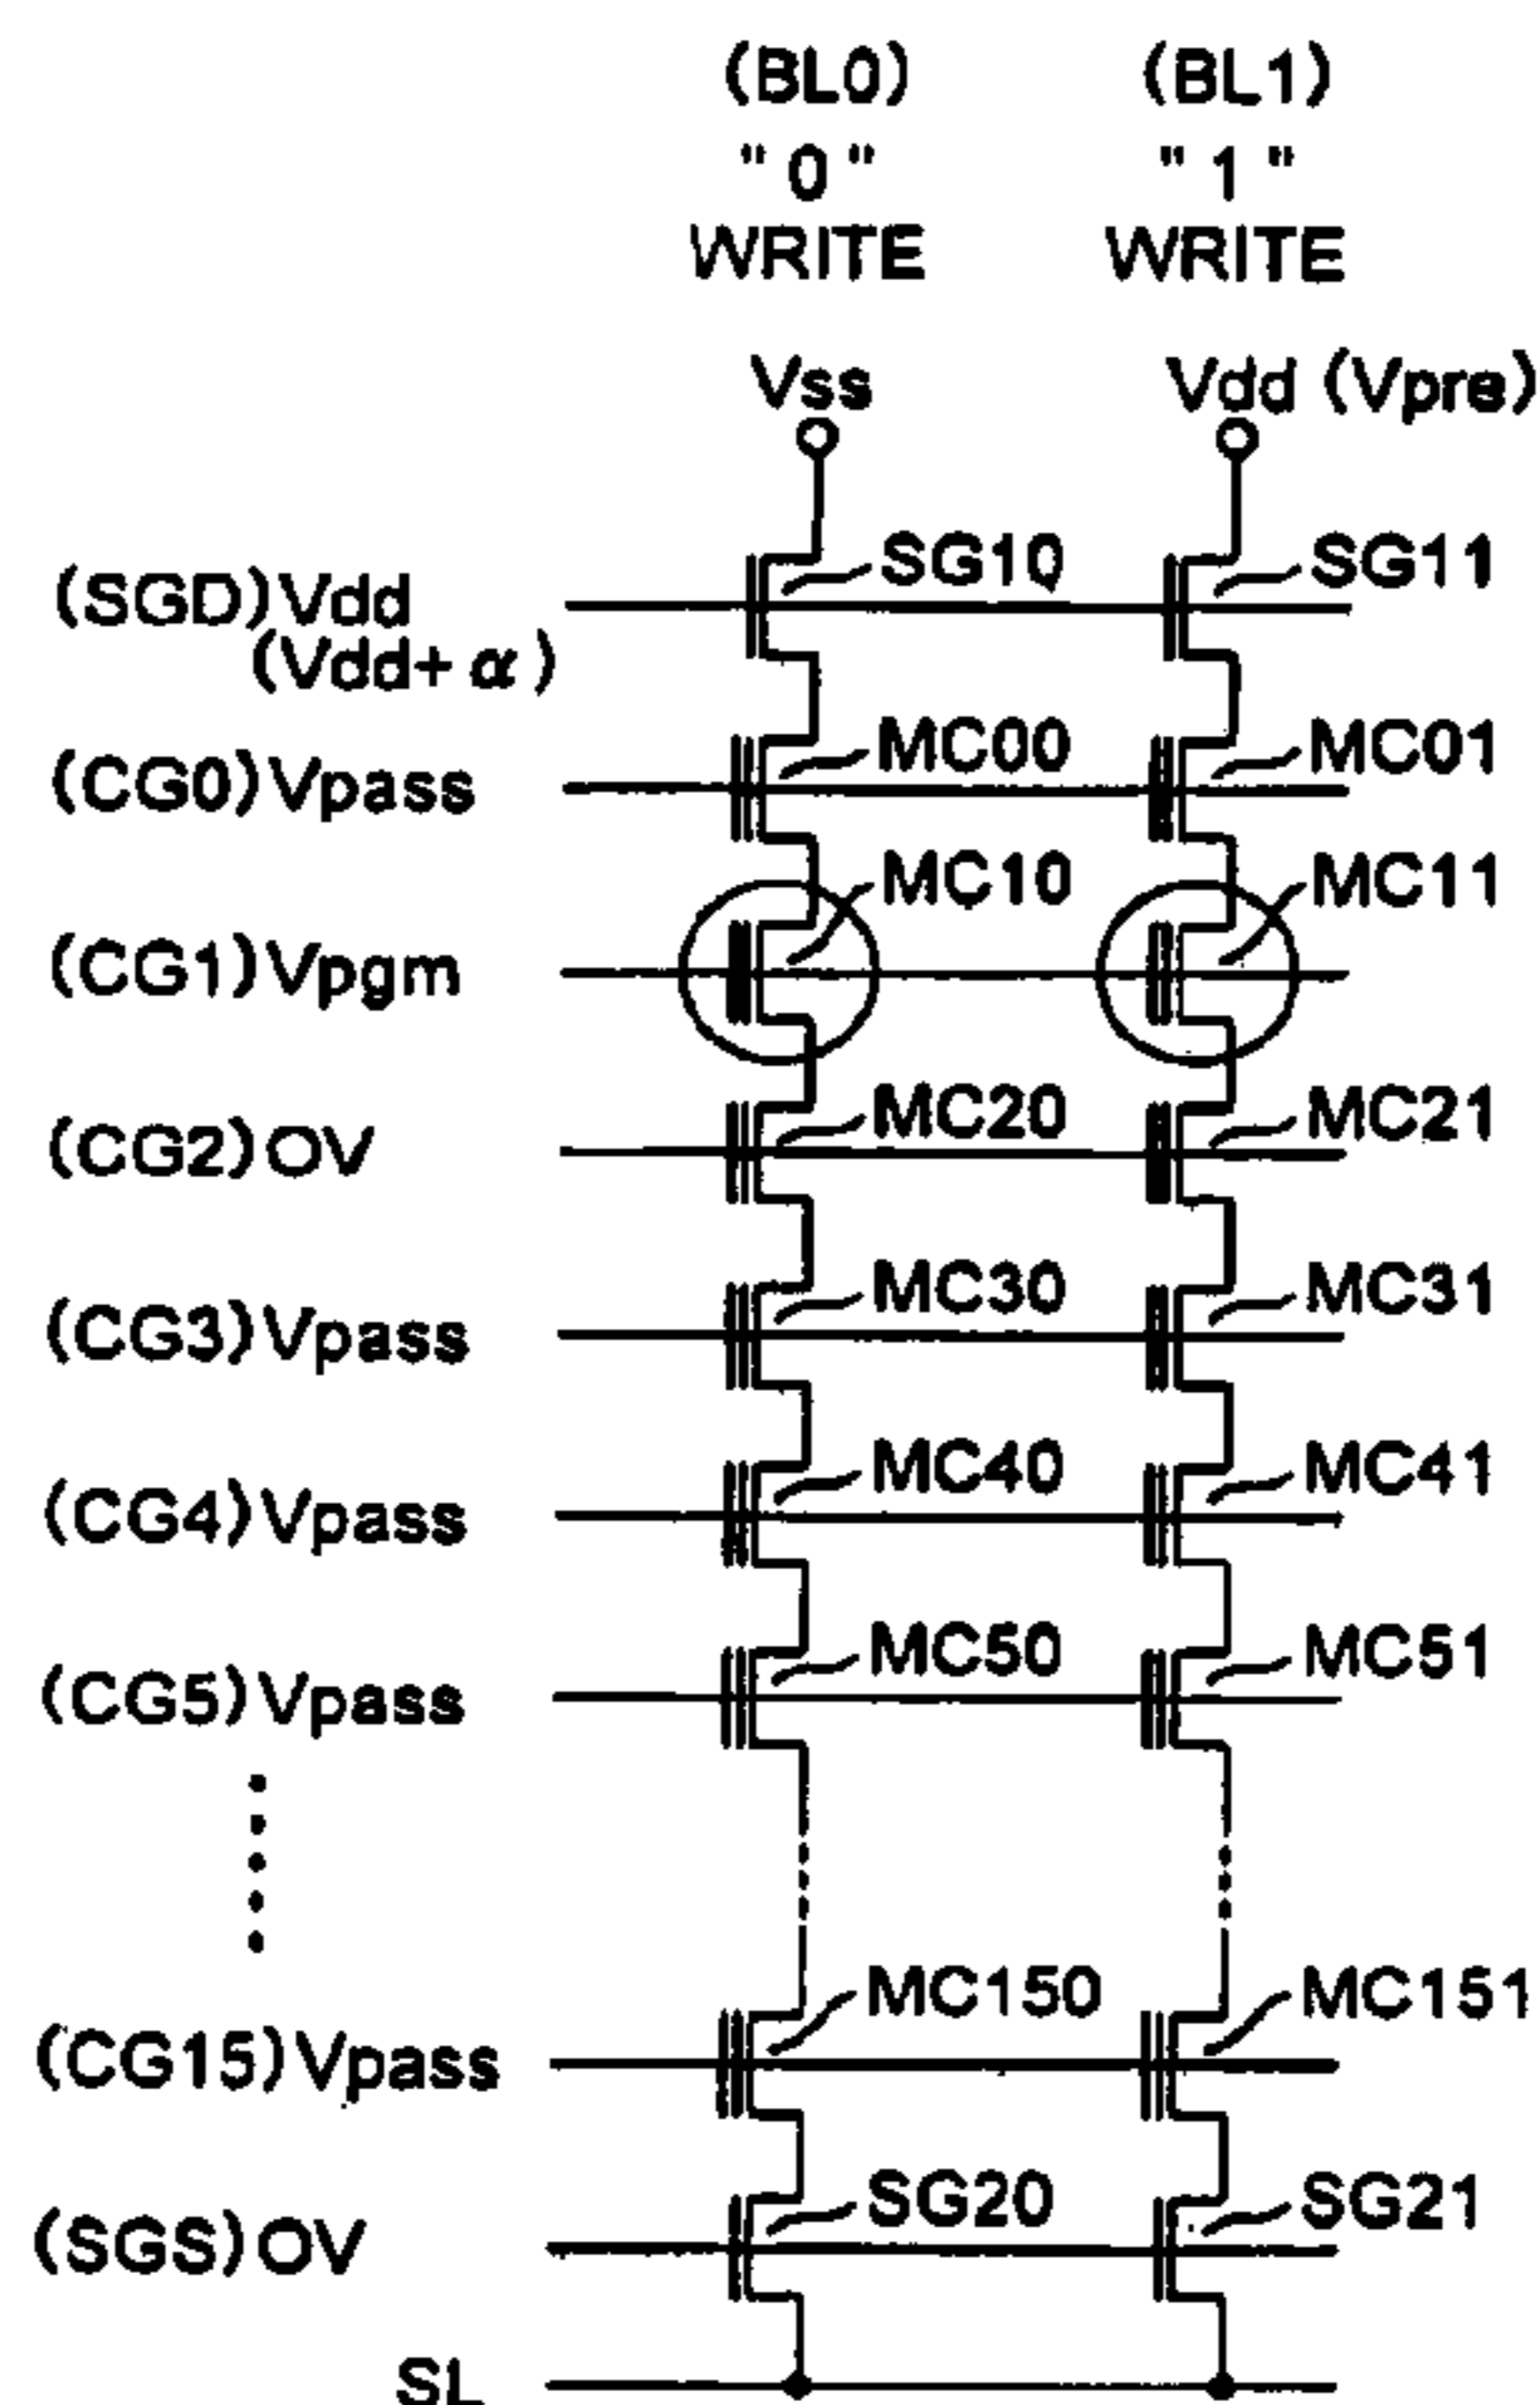 (BL0) (BL1)
"0" "1"
WRITE WRITE
Vss Vdd (Vpre)
(SGD)Vdd SG10 SG11
(Vdd+α)
(CG0)Vpass MC00 MC01
MC10 MC11
(CG1)Vpgm
(CG2)0V MC20 MC21
(CG3)Vpass MC30 MC31
(CG4)Vpass MC40 MC41
(CG5)Vpass MC50 MC51
(CG15)Vpass MC150 MC151
(SGS)0V SG20 SG21
SL